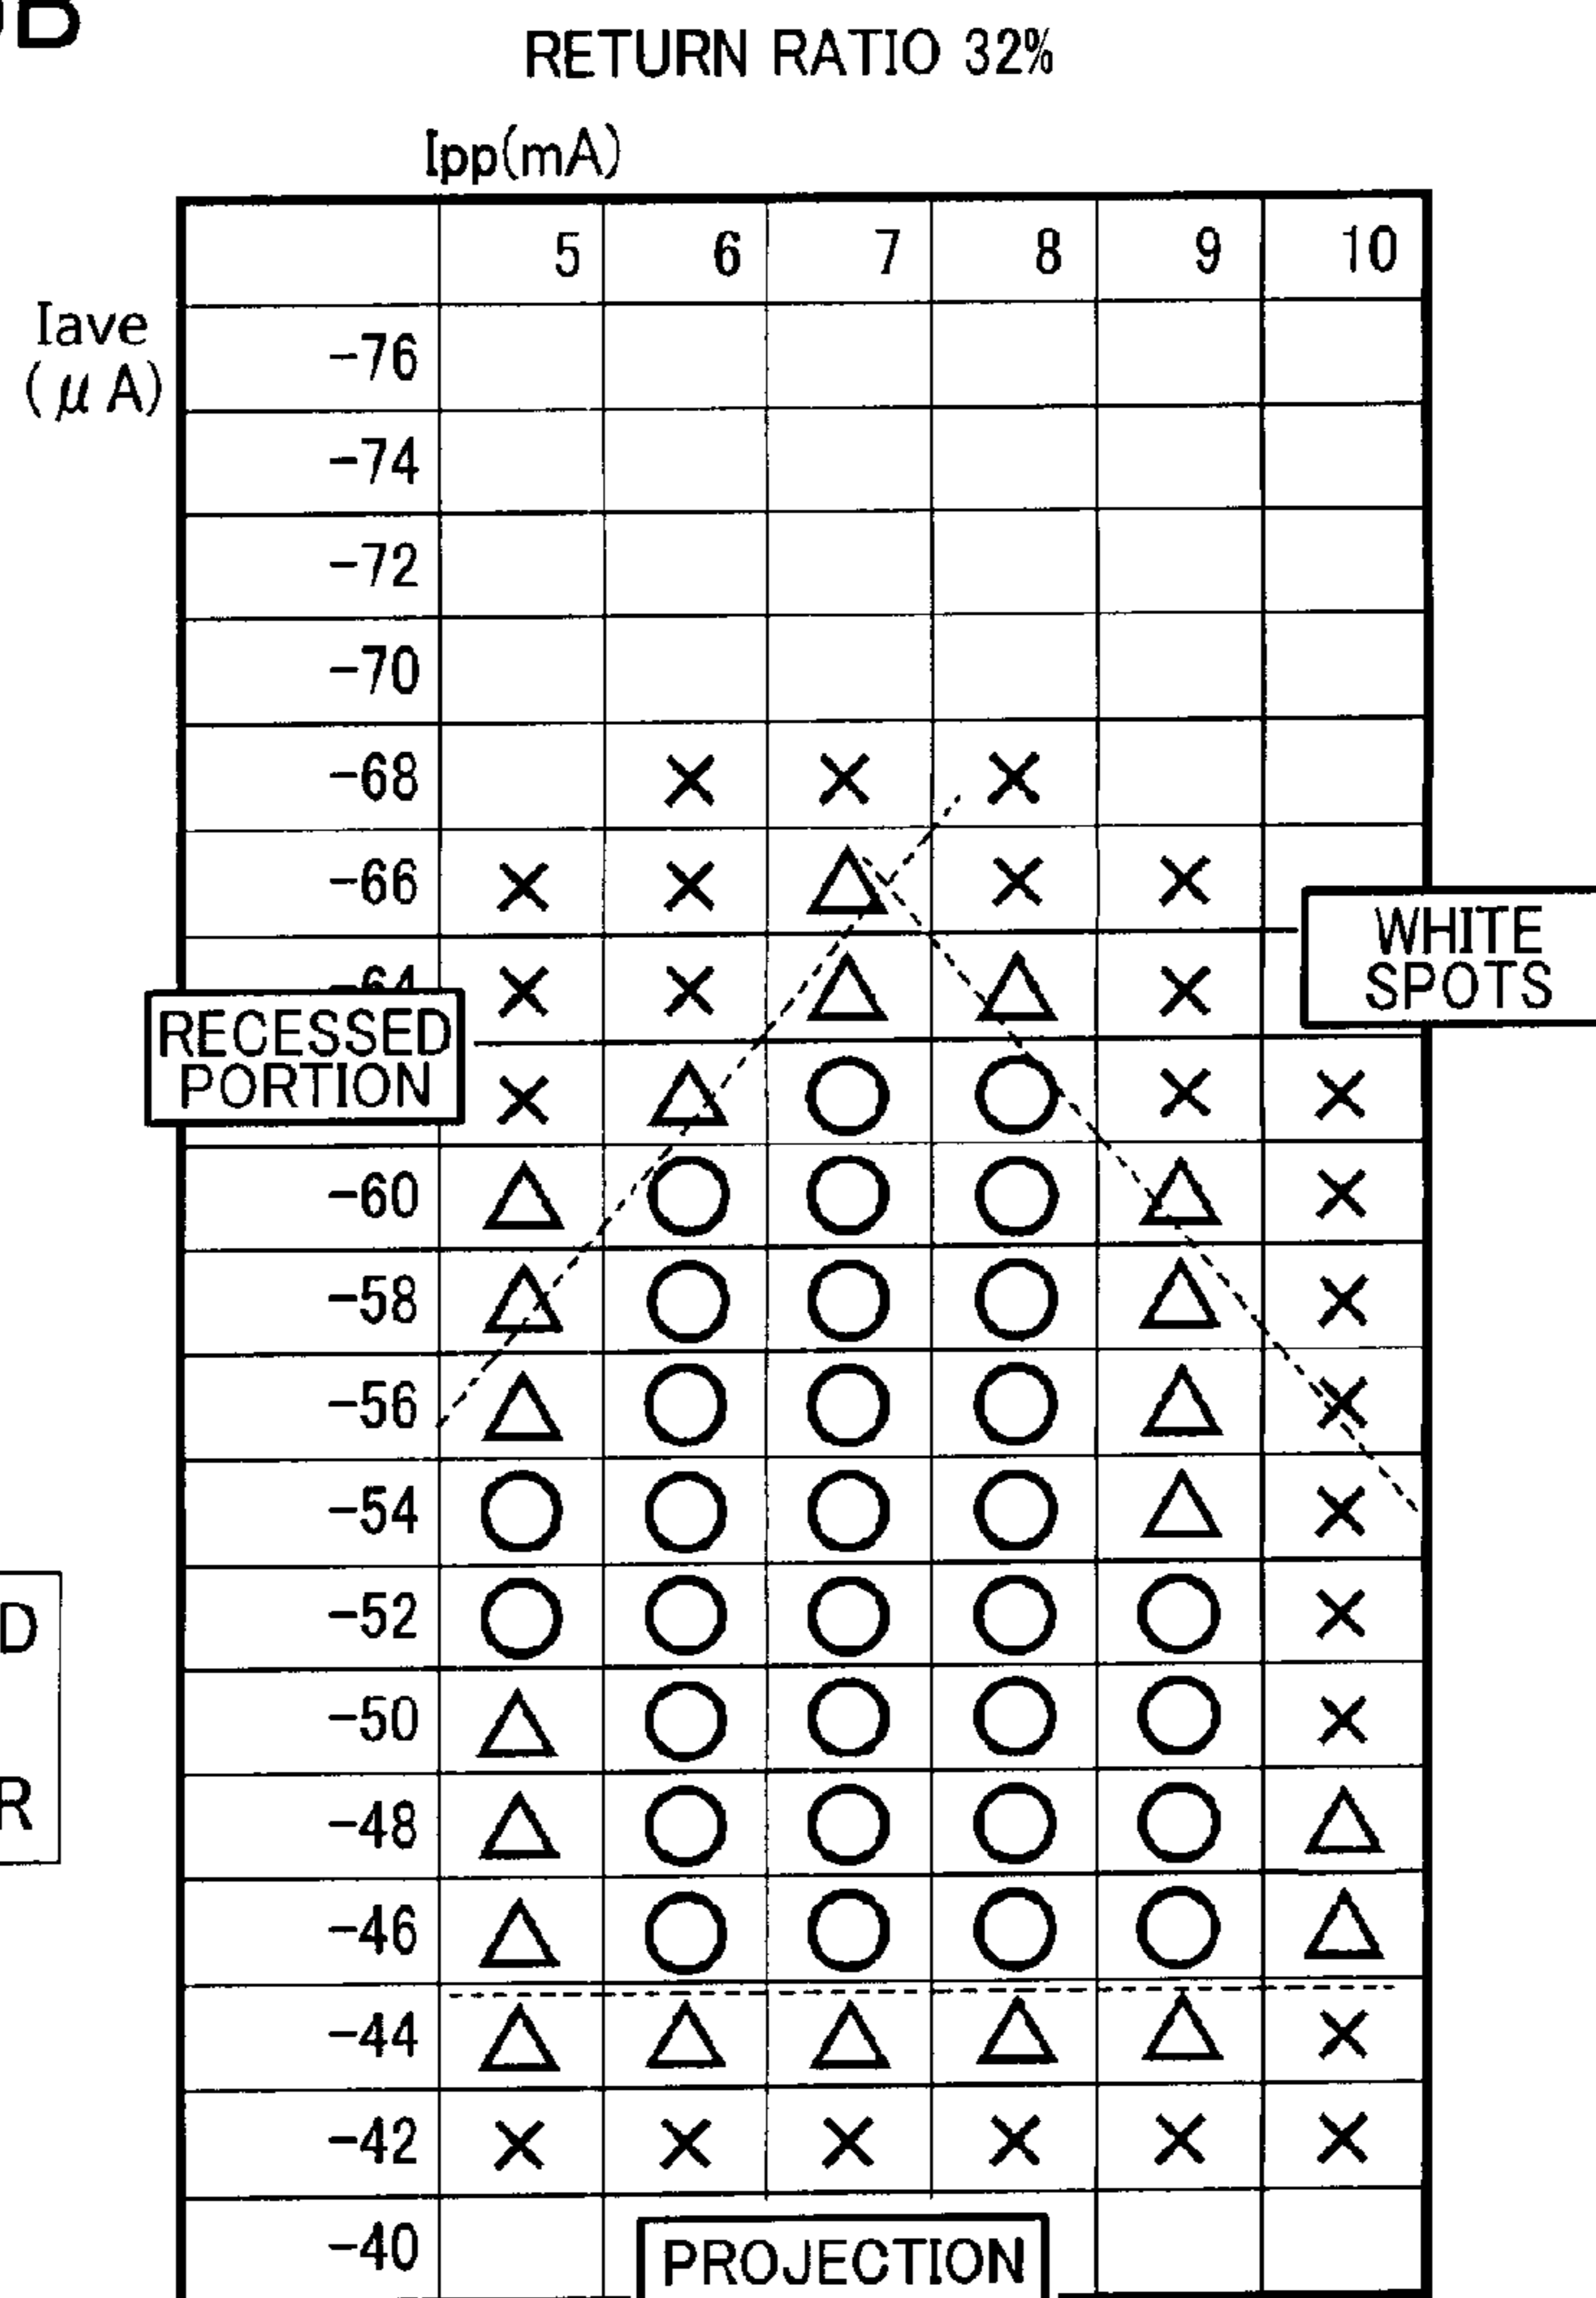 RETURN RATIO 32%
Ipp(mA)
5 6 7 8 9 10
Iave
(μA)
-76
-74
-72
-70
-68 × × ×
-66 × × △ × ×
-64 × × △ △ ×
WHITE
SPOTS
RECESSED
PORTION
× △ ○ ○ × ×
-60 △ ○ ○ ○ △ ×
-58 △ ○ ○ ○ △ ×
-56 △ ○ ○ ○ △ ×
-54 ○ ○ ○ ○ △ ×
-52 ○ ○ ○ ○ ○ ×
-50 △ ○ ○ ○ ○ ×
-48 △ ○ ○ ○ ○ △
-46 △ ○ ○ ○ ○ △
-44 △ △ △ △ △ ×
-42 × × × × × ×
-40
PROJECTION